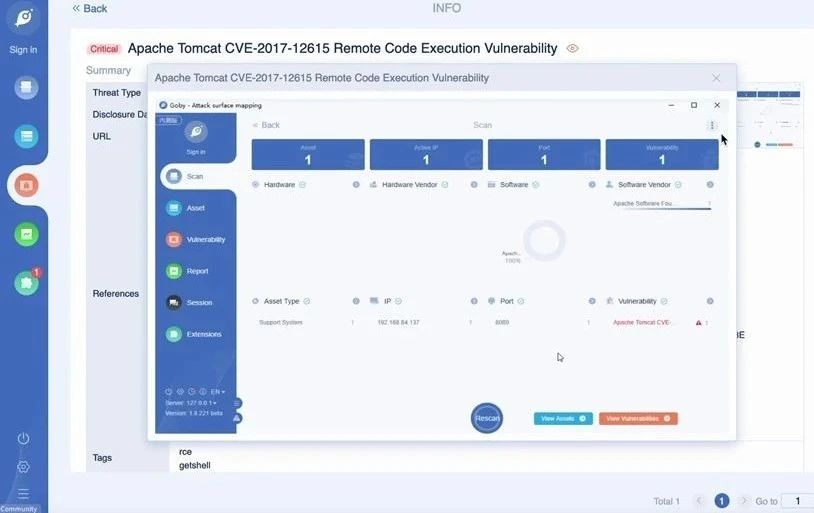 « Back
INFO
Sign in
Critical Apache Tomcat CVE-2017-12615 Remote Code Execution Vulnerability
Summary
Threat Type
Disclosure Da
URL
References
Tags
rce
getshell
Apache Tomcat CVE-2017-12615 Remote Code Execution Vulnerability
Goby - Attack surface mapping
内测版
« Back
Scan
Sign in
Asset
1
Active IP
1
Port
1
Vulnerability
1
Scan
Asset
Vulnerability
Report
Session
Extensions
Hardware
Hardware Vendor
Software
Software Vendor
Apache Software Fou... 1
Apach...
100%
Asset Type
IP
Port
Vulnerability
Support System 1
192.168.84.137 1
8080 1
Apache Tomcat CVE-... 1
EN
Server: 127.0.0.1
Version: 1.8.221 beta
Rescan
View Assets
View Vulnerabilities
1
Community
Total 1
1
Go to 1